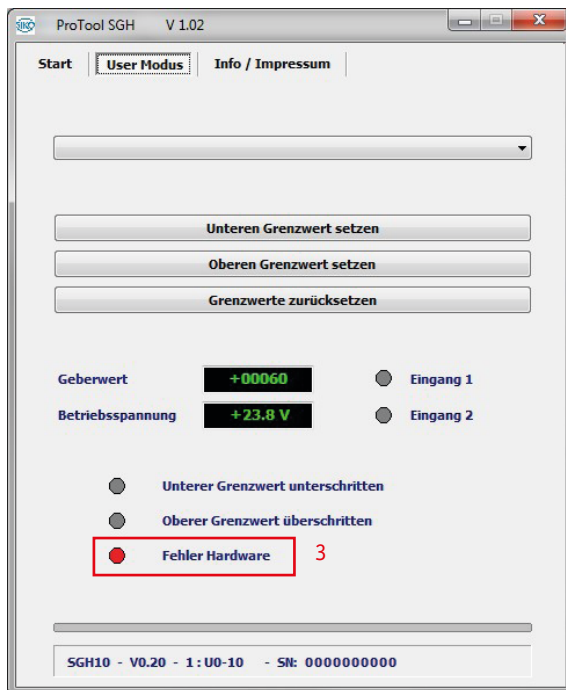 SIKO ProTool SGH V 1.02
Start User Modus Info / Impressum
Unteren Grenzwert setzen
Oberen Grenzwert setzen
Grenzwerte zurücksetzen
Geberwert +00060 Eingang 1
Betriebsspannung +23.8 V Eingang 2
Unterer Grenzwert unterschritten
Oberer Grenzwert überschritten
Fehler Hardware 3
SGH10 - V0.20 - 1 : U0-10 - SN: 0000000000